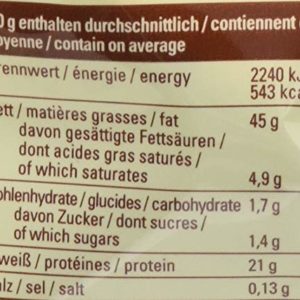 0 g enthalten durchschnittlich / contiennent
oyenne / contain on average
rennwert / énergie / energy 2240 kJ
543 kca
ett / matières grasses / fat 45 g
davon gesättigte Fettsäuren /
dont acides gras saturés /
of which saturates 4,9 g
ohlenhydrate / glucides / carbohydrate 1,7 g
davon Zucker / dont sucres /
of which sugars 1,4 g
weiß / protéines / protein 21 g
alz / sel / salt 0,13 g